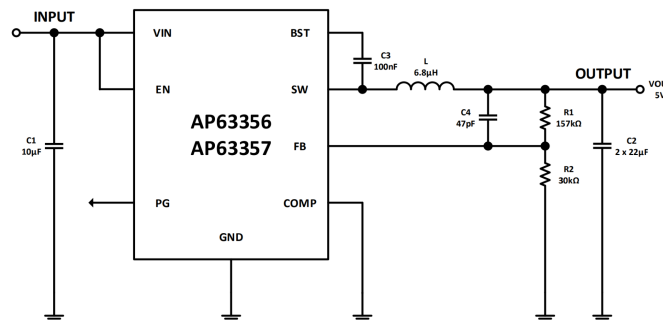 INPUT
VIN
BST
C3
100nF
L
6.8µH
OUTPUT
EN
SW
VOU
5V
C1
10µF
AP63356
AP63357
C4
47pF
R1
157kΩ
C2
2 x 22µF
FB
R2
30kΩ
PG
COMP
GND